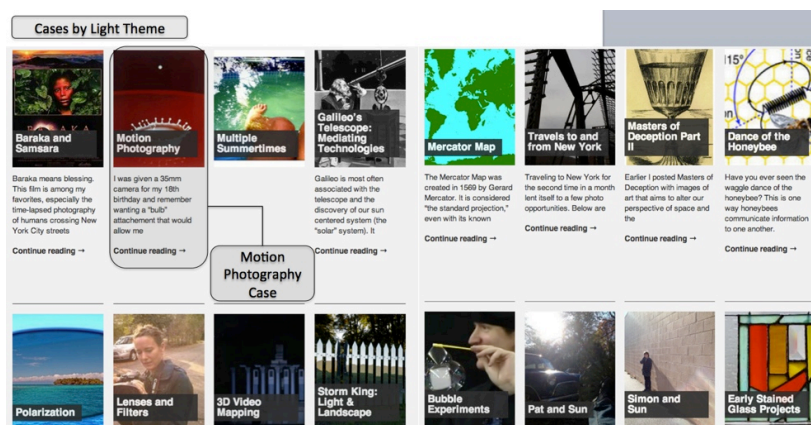 Cases by Light Theme
Baraka and
Samsara
Baraka means blessing.
This film is among my
favorites, especially the
time-lapsed photography
of humans crossing New
York City streets
Continue reading →
Motion
Photography
I was given a 35mm
camera for my 18th
birthday and remember
wanting a "bulb"
attachement that would
allow me
Continue reading →
Multiple
Summertimes
Galileo's
Telescope:
Mediating
Technologies
Galileo is most often
associated with the
telescope and the
discovery of our sun
centered system (the
"solar" system). It
Continue reading →
Motion
Photography
Case
Mercator Map
The Mercator Map was
created in 1569 by Gerard
Mercator. It is considered
"the standard projection,"
even with its known
Continue reading →
Travels to and
from New York
Traveling to New York for
the second time in a month
lent itself to a few photo
opportunities. Below are
Continue reading →
Masters of
Deception Part
II
Earlier I posted Masters of
Deception with images of
art that aims to alter our
perspective of space and
the
Continue reading →
115°
Dance of the
Honeybee
Have you ever seen the
waggle dance of the
honeybee? This is one
way honeybees
communicate information
to one another.
Continue reading →
Polarization
Lenses and
Filters
3D Video
Mapping
Storm King:
Light &
Landscape
Bubble
Experiments
Pat and Sun
Simon and
Sun
Early Stained
Glass Projects